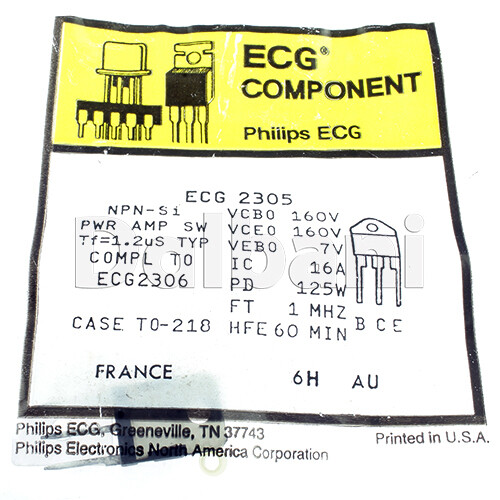 ECG®
COMPONENT
Philips ECG
ECG 2305
NPN-Si VCBO 160V
PWR AMP SW VCEO 160V
Tf=1.2uS TYP VEBO 7V
COMPL TO IC 16A
ECG2306 PD 125W
FT 1 MHZ
CASE TO-218 HFE 60 MIN B C E
FRANCE 6H AU
Dalbani
Philips ECG, Greeneville, TN 37743
Philips Electronics North America Corporation
Printed in U.S.A.